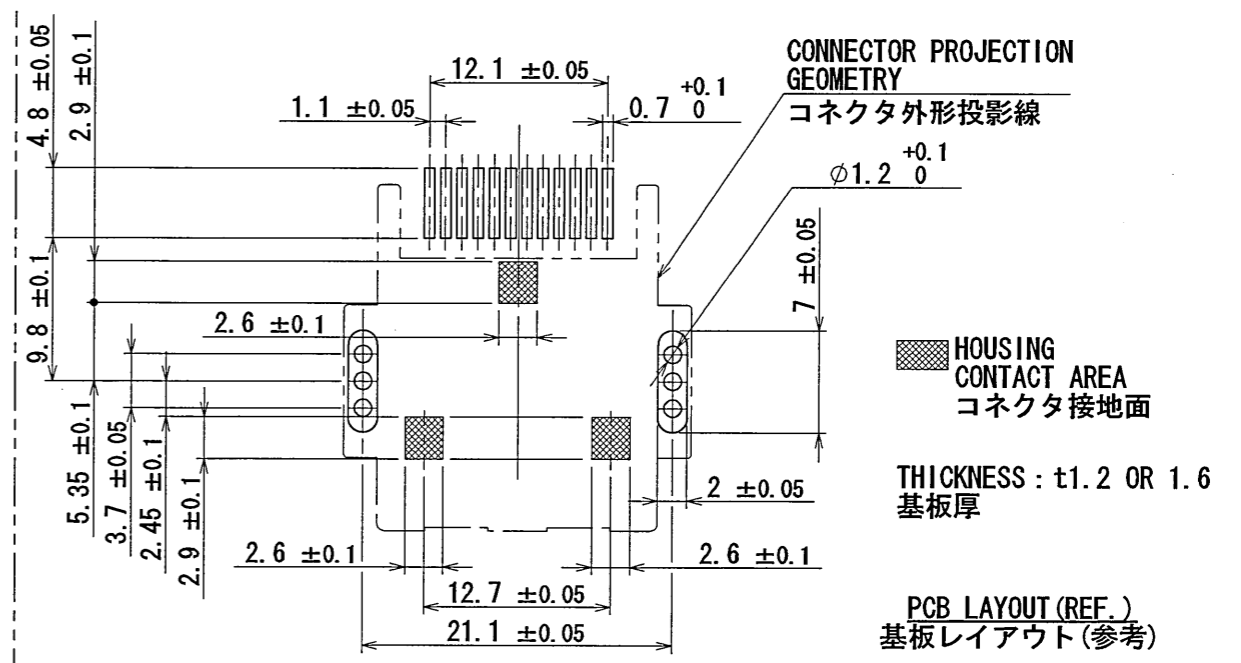 CONNECTOR PROJECTION
GEOMETRY
コネクタ外形投影線
4.8 ±0.05
2.9 ±0.1
12.1 ±0.05
1.1 ±0.05
0.7 +0.1 0
∅1.2 +0.1 0
7 ±0.05
9.8 ±0.1
2.6 ±0.1
HOUSING
CONTACT AREA
コネクタ接地面
5.35 ±0.1
3.7 ±0.05
2.45 ±0.1
2.9 ±0.1
2 ±0.05
THICKNESS : t1.2 OR 1.6
基板厚
2.6 ±0.1
2.6 ±0.1
12.7 ±0.05
21.1 ±0.05
PCB LAYOUT(REF.)
基板レイアウト(参考)